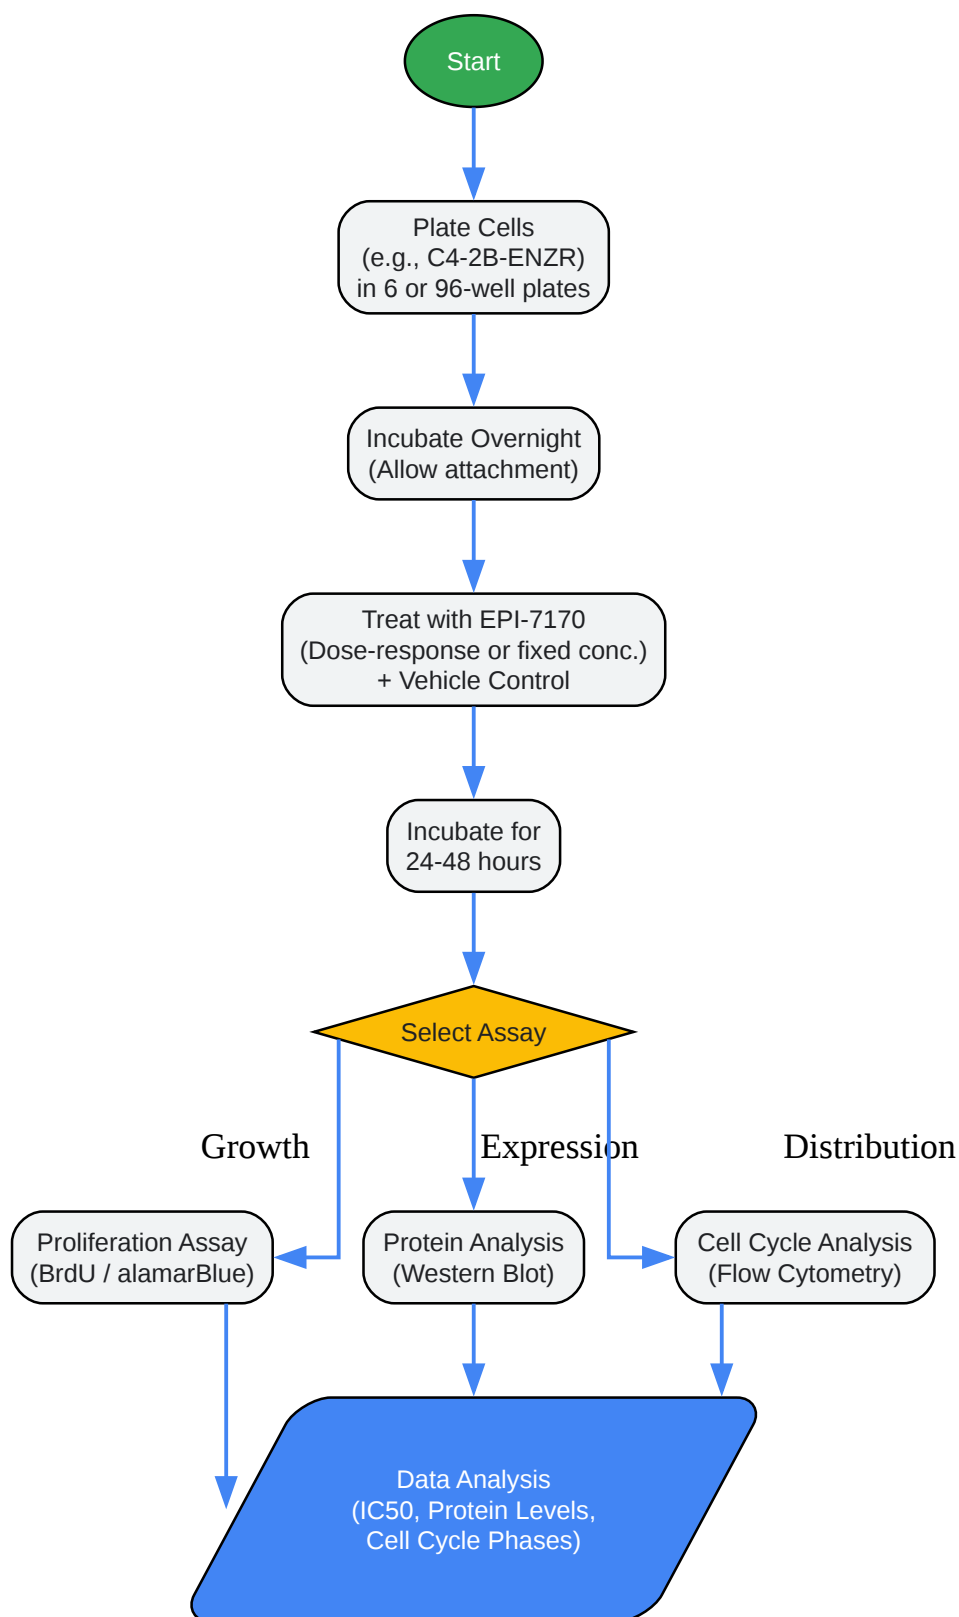 Start
Plate Cells
(e.g., C4-2B-ENZR)
in 6 or 96-well plates
Incubate Overnight
(Allow attachment)
Treat with EPI-7170
(Dose-response or fixed conc.)
+ Vehicle Control
Incubate for
24-48 hours
Select Assay
Growth
Expression
Distribution
Proliferation Assay
(BrdU / alamarBlue)
Protein Analysis
(Western Blot)
Cell Cycle Analysis
(Flow Cytometry)
Data Analysis
(IC50, Protein Levels,
Cell Cycle Phases)